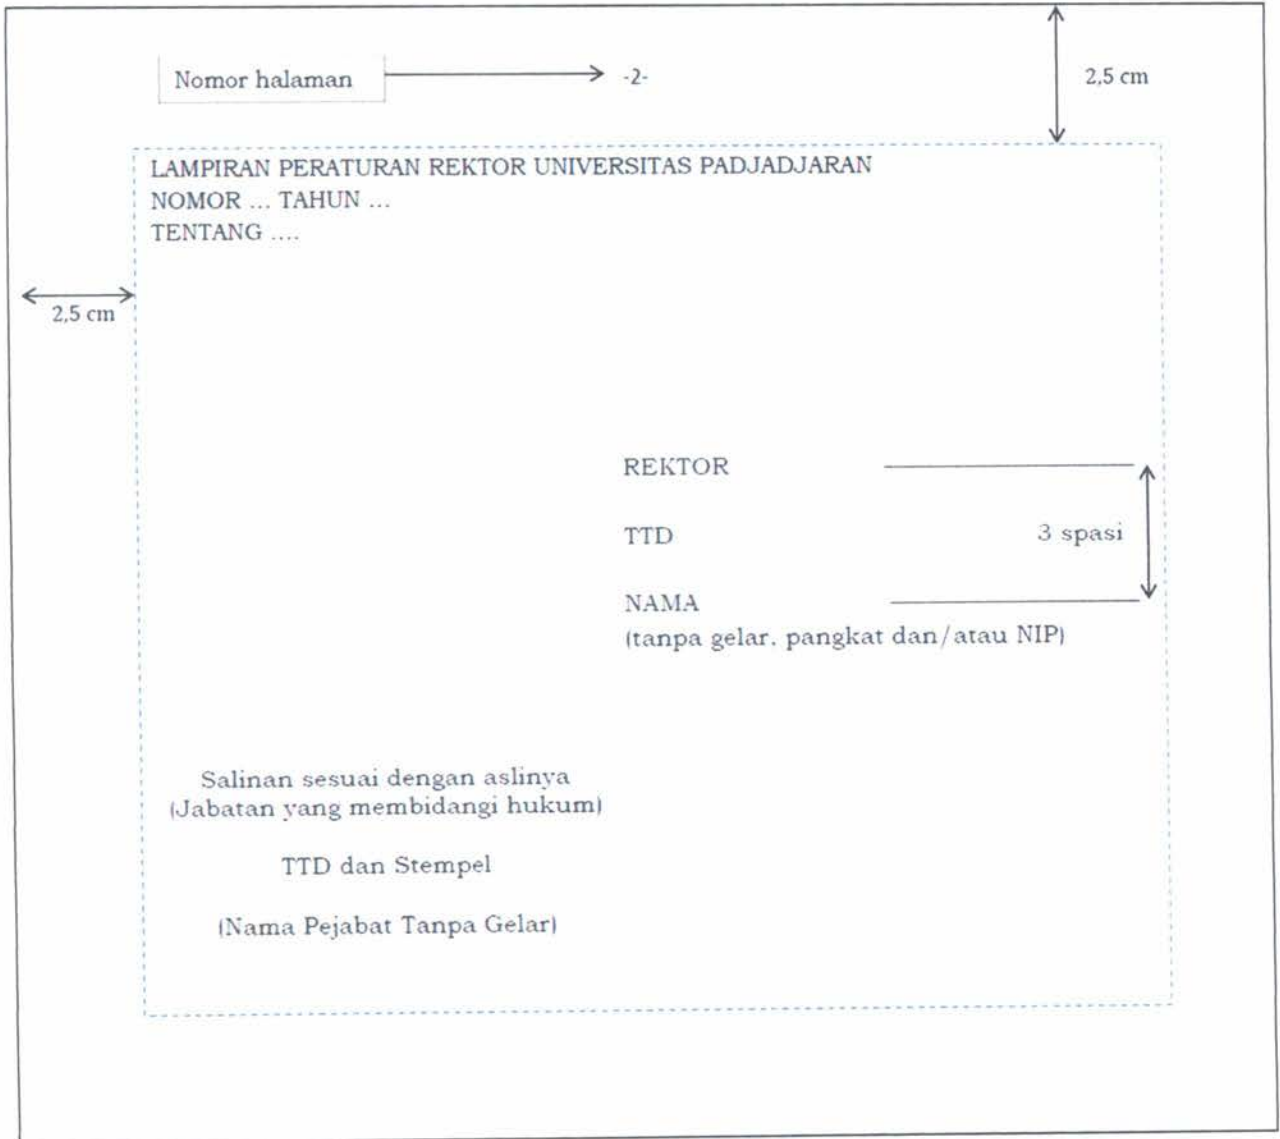 Nomor halaman -2- 2,5 cm
LAMPIRAN PERATURAN REKTOR UNIVERSITAS PADJADJARAN
NOMOR ... TAHUN ...
TENTANG ....
2,5 cm
REKTOR
TTD 3 spasi
NAMA
(tanpa gelar, pangkat dan/atau NIP)
Salinan sesuai dengan aslinya
(Jabatan yang membidangi hukum)
TTD dan Stempel
(Nama Pejabat Tanpa Gelar)